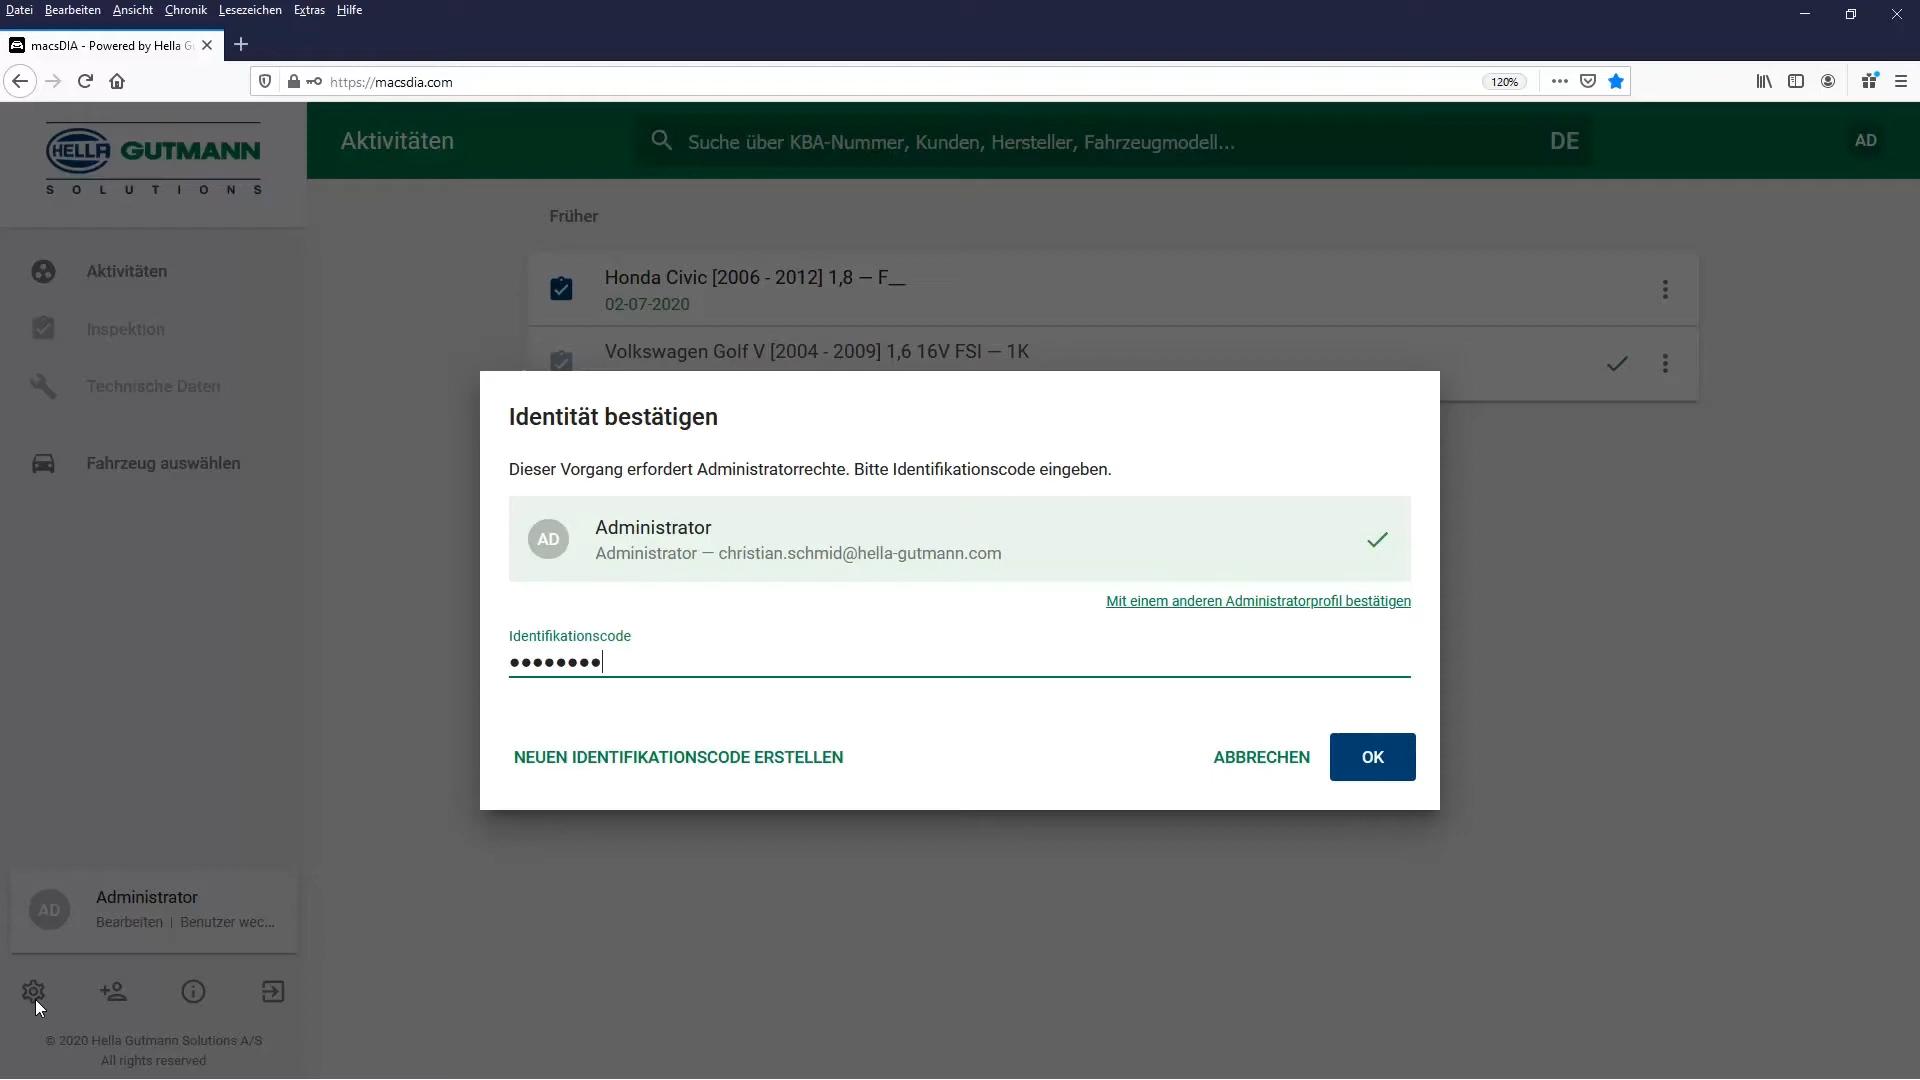 Datei Bearbeiten Ansicht Chronik Lesezeichen Extras Hilfe
macsDIA - Powered by Hella G
https://macsdia.com 120%
HELLA GUTMANN
SOLUTIONS
Aktivitäten
Suche über KBA-Nummer, Kunden, Hersteller, Fahrzeugmodell...
DE
AD
Aktivitäten
Inspektion
Technische Daten
Fahrzeug auswählen
Früher
Honda Civic [2006 - 2012] 1,8 — F__
02-07-2020
Volkswagen Golf V [2004 - 2009] 1,6 16V FSI — 1K
Identität bestätigen
Dieser Vorgang erfordert Administratorrechte. Bitte Identifikationscode eingeben.
AD
Administrator
Administrator — christian.schmid@hella-gutmann.com
Mit einem anderen Administratorprofil bestätigen
Identifikationscode
●●●●●●●●
NEUEN IDENTIFIKATIONSCODE ERSTELLEN
ABBRECHEN
OK
AD
Administrator
Bearbeiten | Benutzer wec...
© 2020 Hella Gutmann Solutions A/S
All rights reserved